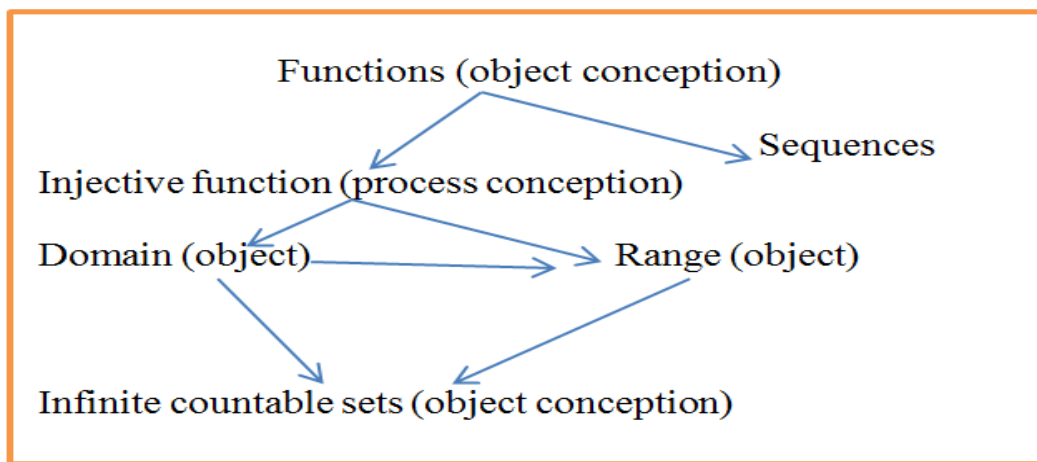 Functions (object conception)
Sequences
Injective function (process conception)
Domain (object) Range (object)
Infinite countable sets (object conception)